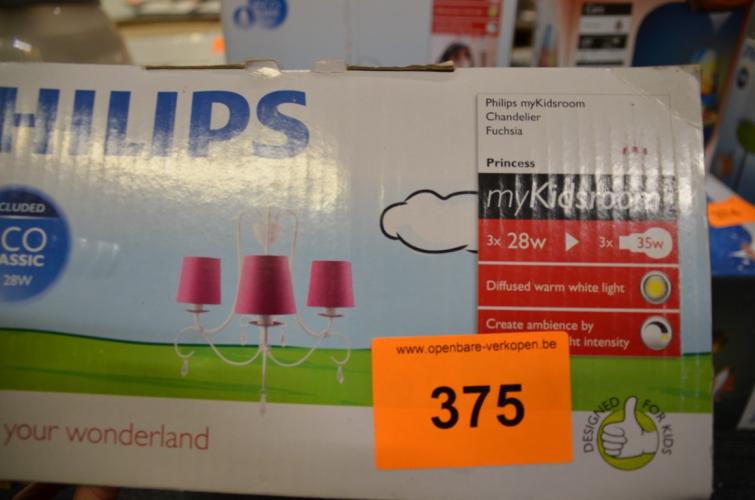 HILIPS
Philips myKidsroom
Chandelier
Fuchsia
Princess
myKidsroom
3x 28w 3x 35w
Diffused warm white light
Create ambience by
ht intensity
CLUDED
CO
ASSIC
28W
www.openbare-verkopen.be
375
DESIGNED FOR KIDS
your wonderland